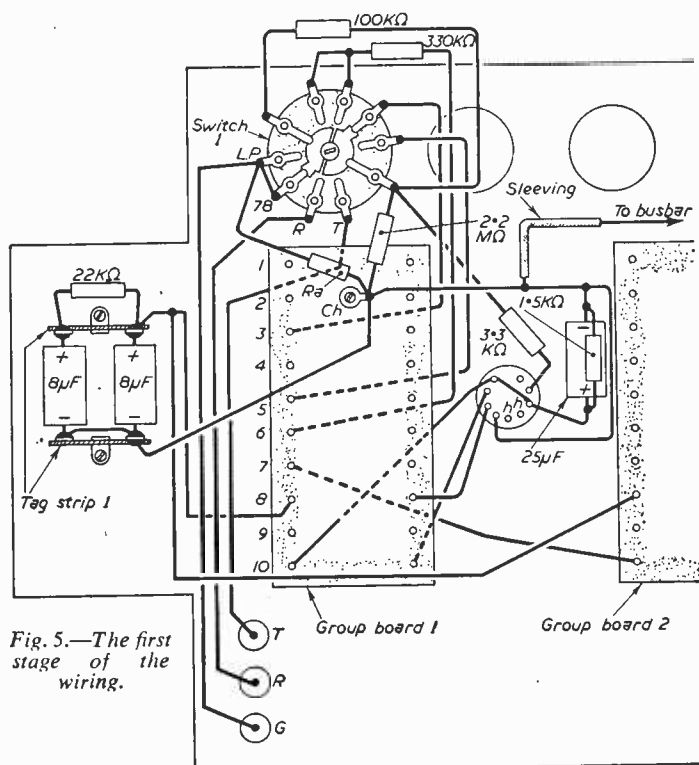 100KΩ
330KΩ
Switch
1
L.P.
78
R
T
Sleeving
To busbar
2·2
MΩ
22KΩ
Ra
Ch
1·5KΩ
3·3
KΩ
+
+
8μF
8μF
-
-
-
+
h
h
25μF
Tag strip 1
1
2
3
4
5
6
7
8
9
10
Group board 1
Group board 2
T
R
G
Fig. 5.—The first
stage of the
wiring.